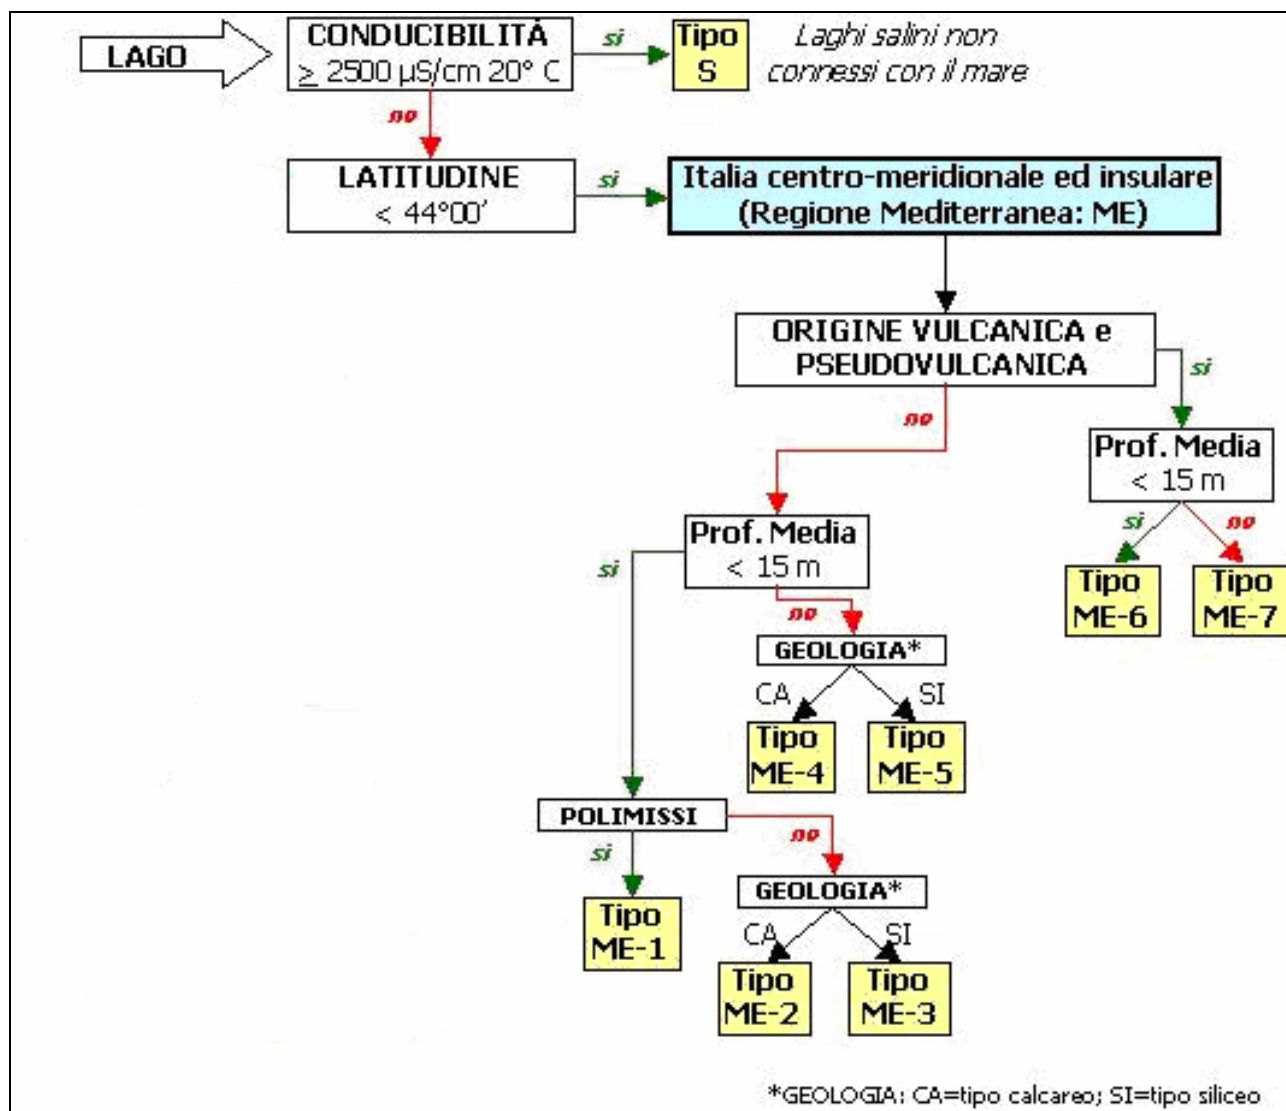 LAGO
CONDUCIBILITÀ
≥ 2500 µS/cm 20° C
si
Tipo
S
Laghi salini non
connessi con il mare
no
LATITUDINE
< 44°00'
si
Italia centro-meridionale ed insulare
(Regione Mediterranea: ME)
ORIGINE VULCANICA e
PSEUDOVULCANICA
si
no
Prof. Media
< 15 m
si
no
Tipo
ME-6
Tipo
ME-7
Prof. Media
< 15 m
si
no
GEOLOGIA*
CA
SI
Tipo
ME-4
Tipo
ME-5
POLIMISSI
si
no
Tipo
ME-1
GEOLOGIA*
CA
SI
Tipo
ME-2
Tipo
ME-3
*GEOLOGIA: CA=tipo calcareo; SI=tipo siliceo